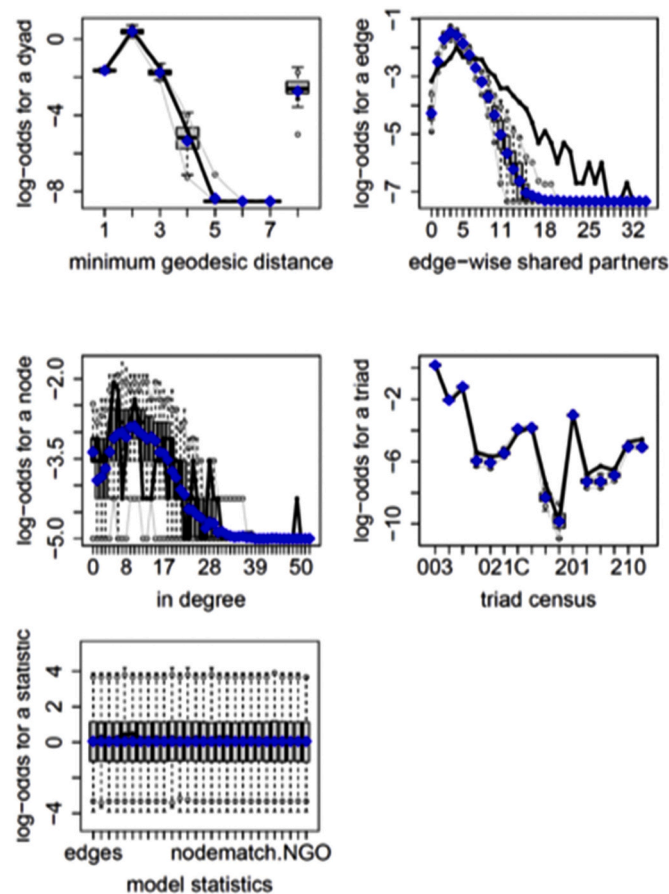 log−odds for a dyad
0
−4
−8
1 3 5 7
minimum geodesic distance
log−odds for a edge
−1
−3
−5
−7
0 5 11 18 25 32
edge−wise shared partners
log−odds for a node
−2.0
−3.5
−5.0
0 8 17 28 39 50
in degree
log−odds for a triad
−2
−6
−10
003 021C 201 210
triad census
log−odds for a statistic
4
2
0
−4
edges nodematch.NGO
model statistics